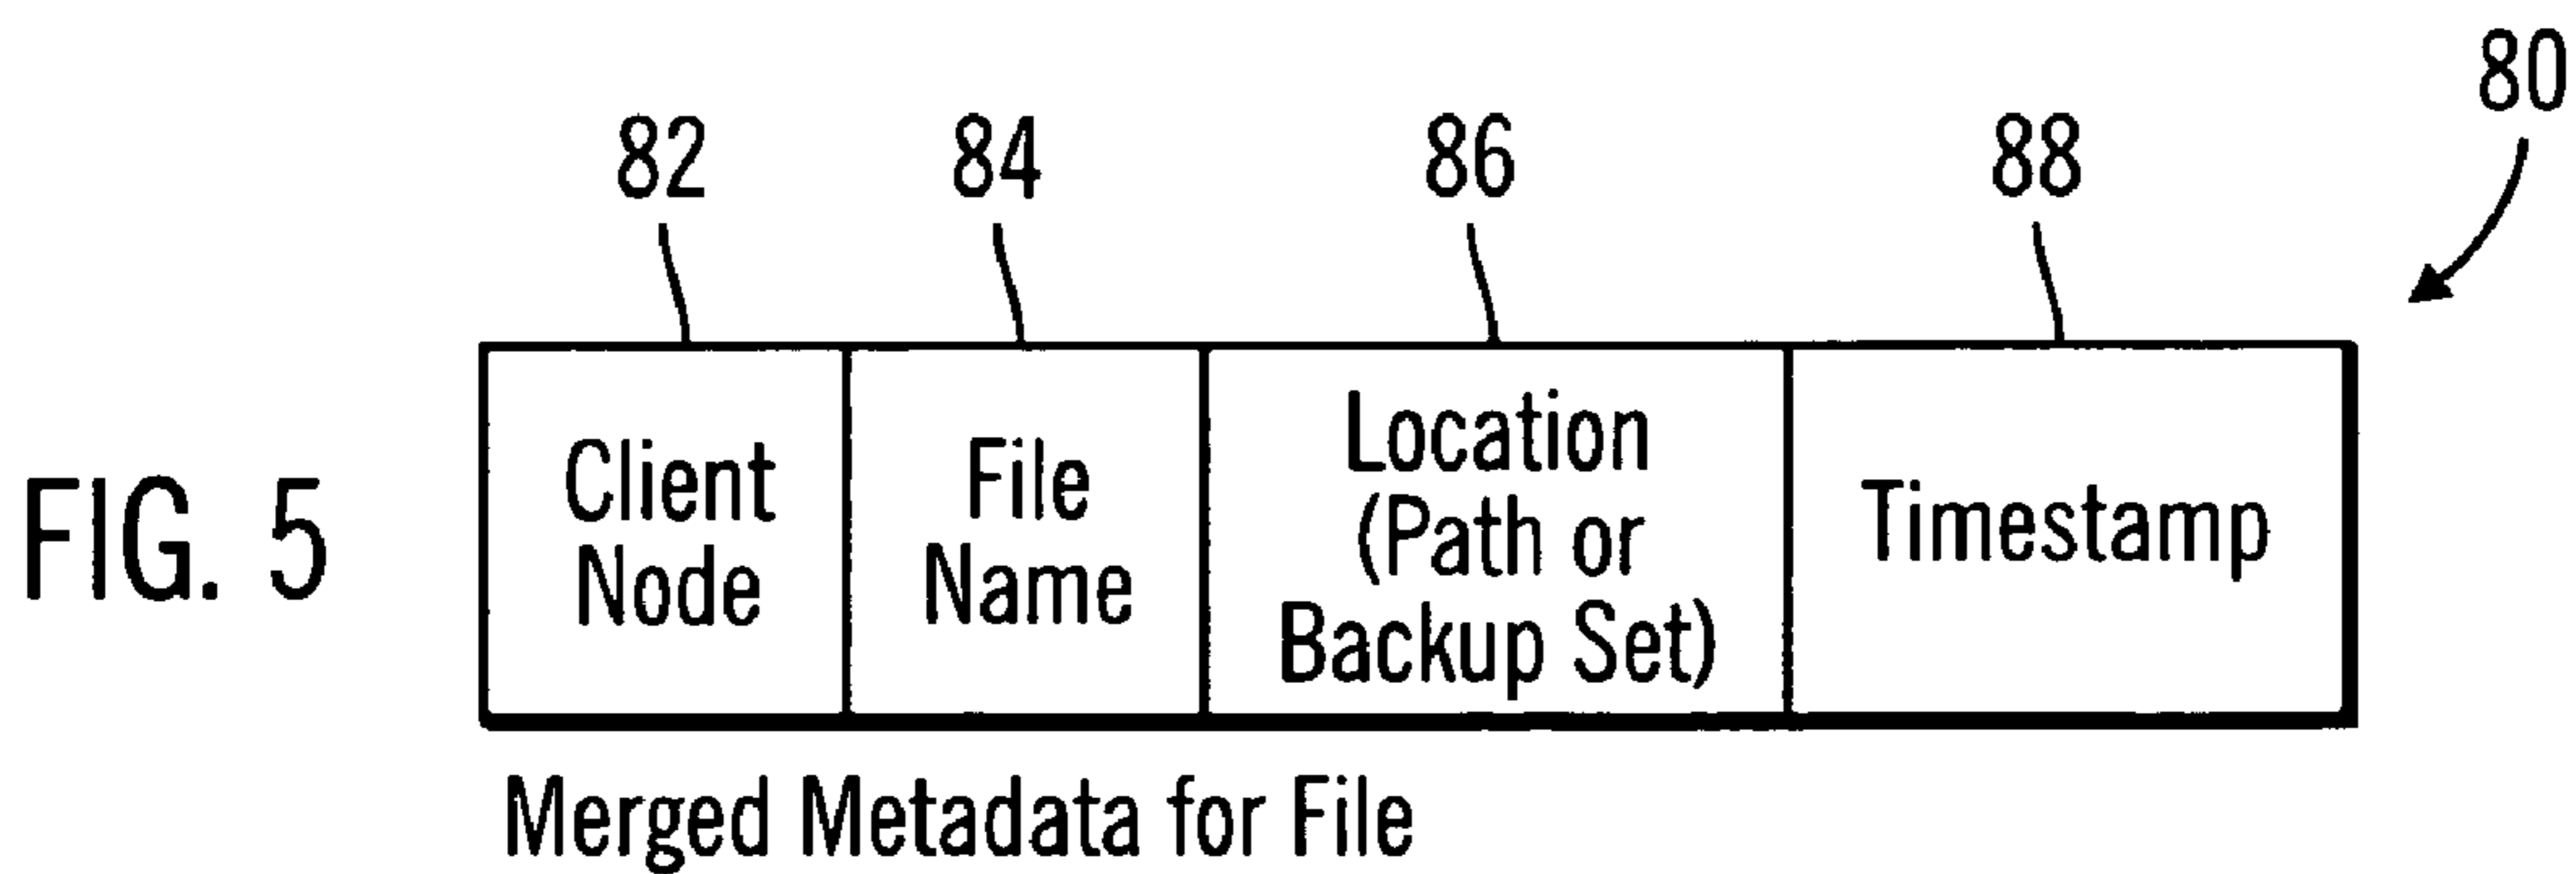 80
82
84
86
88
FIG. 5
Client
Node
File
Name
Location
(Path or
Backup Set)
Timestamp
Merged Metadata for File